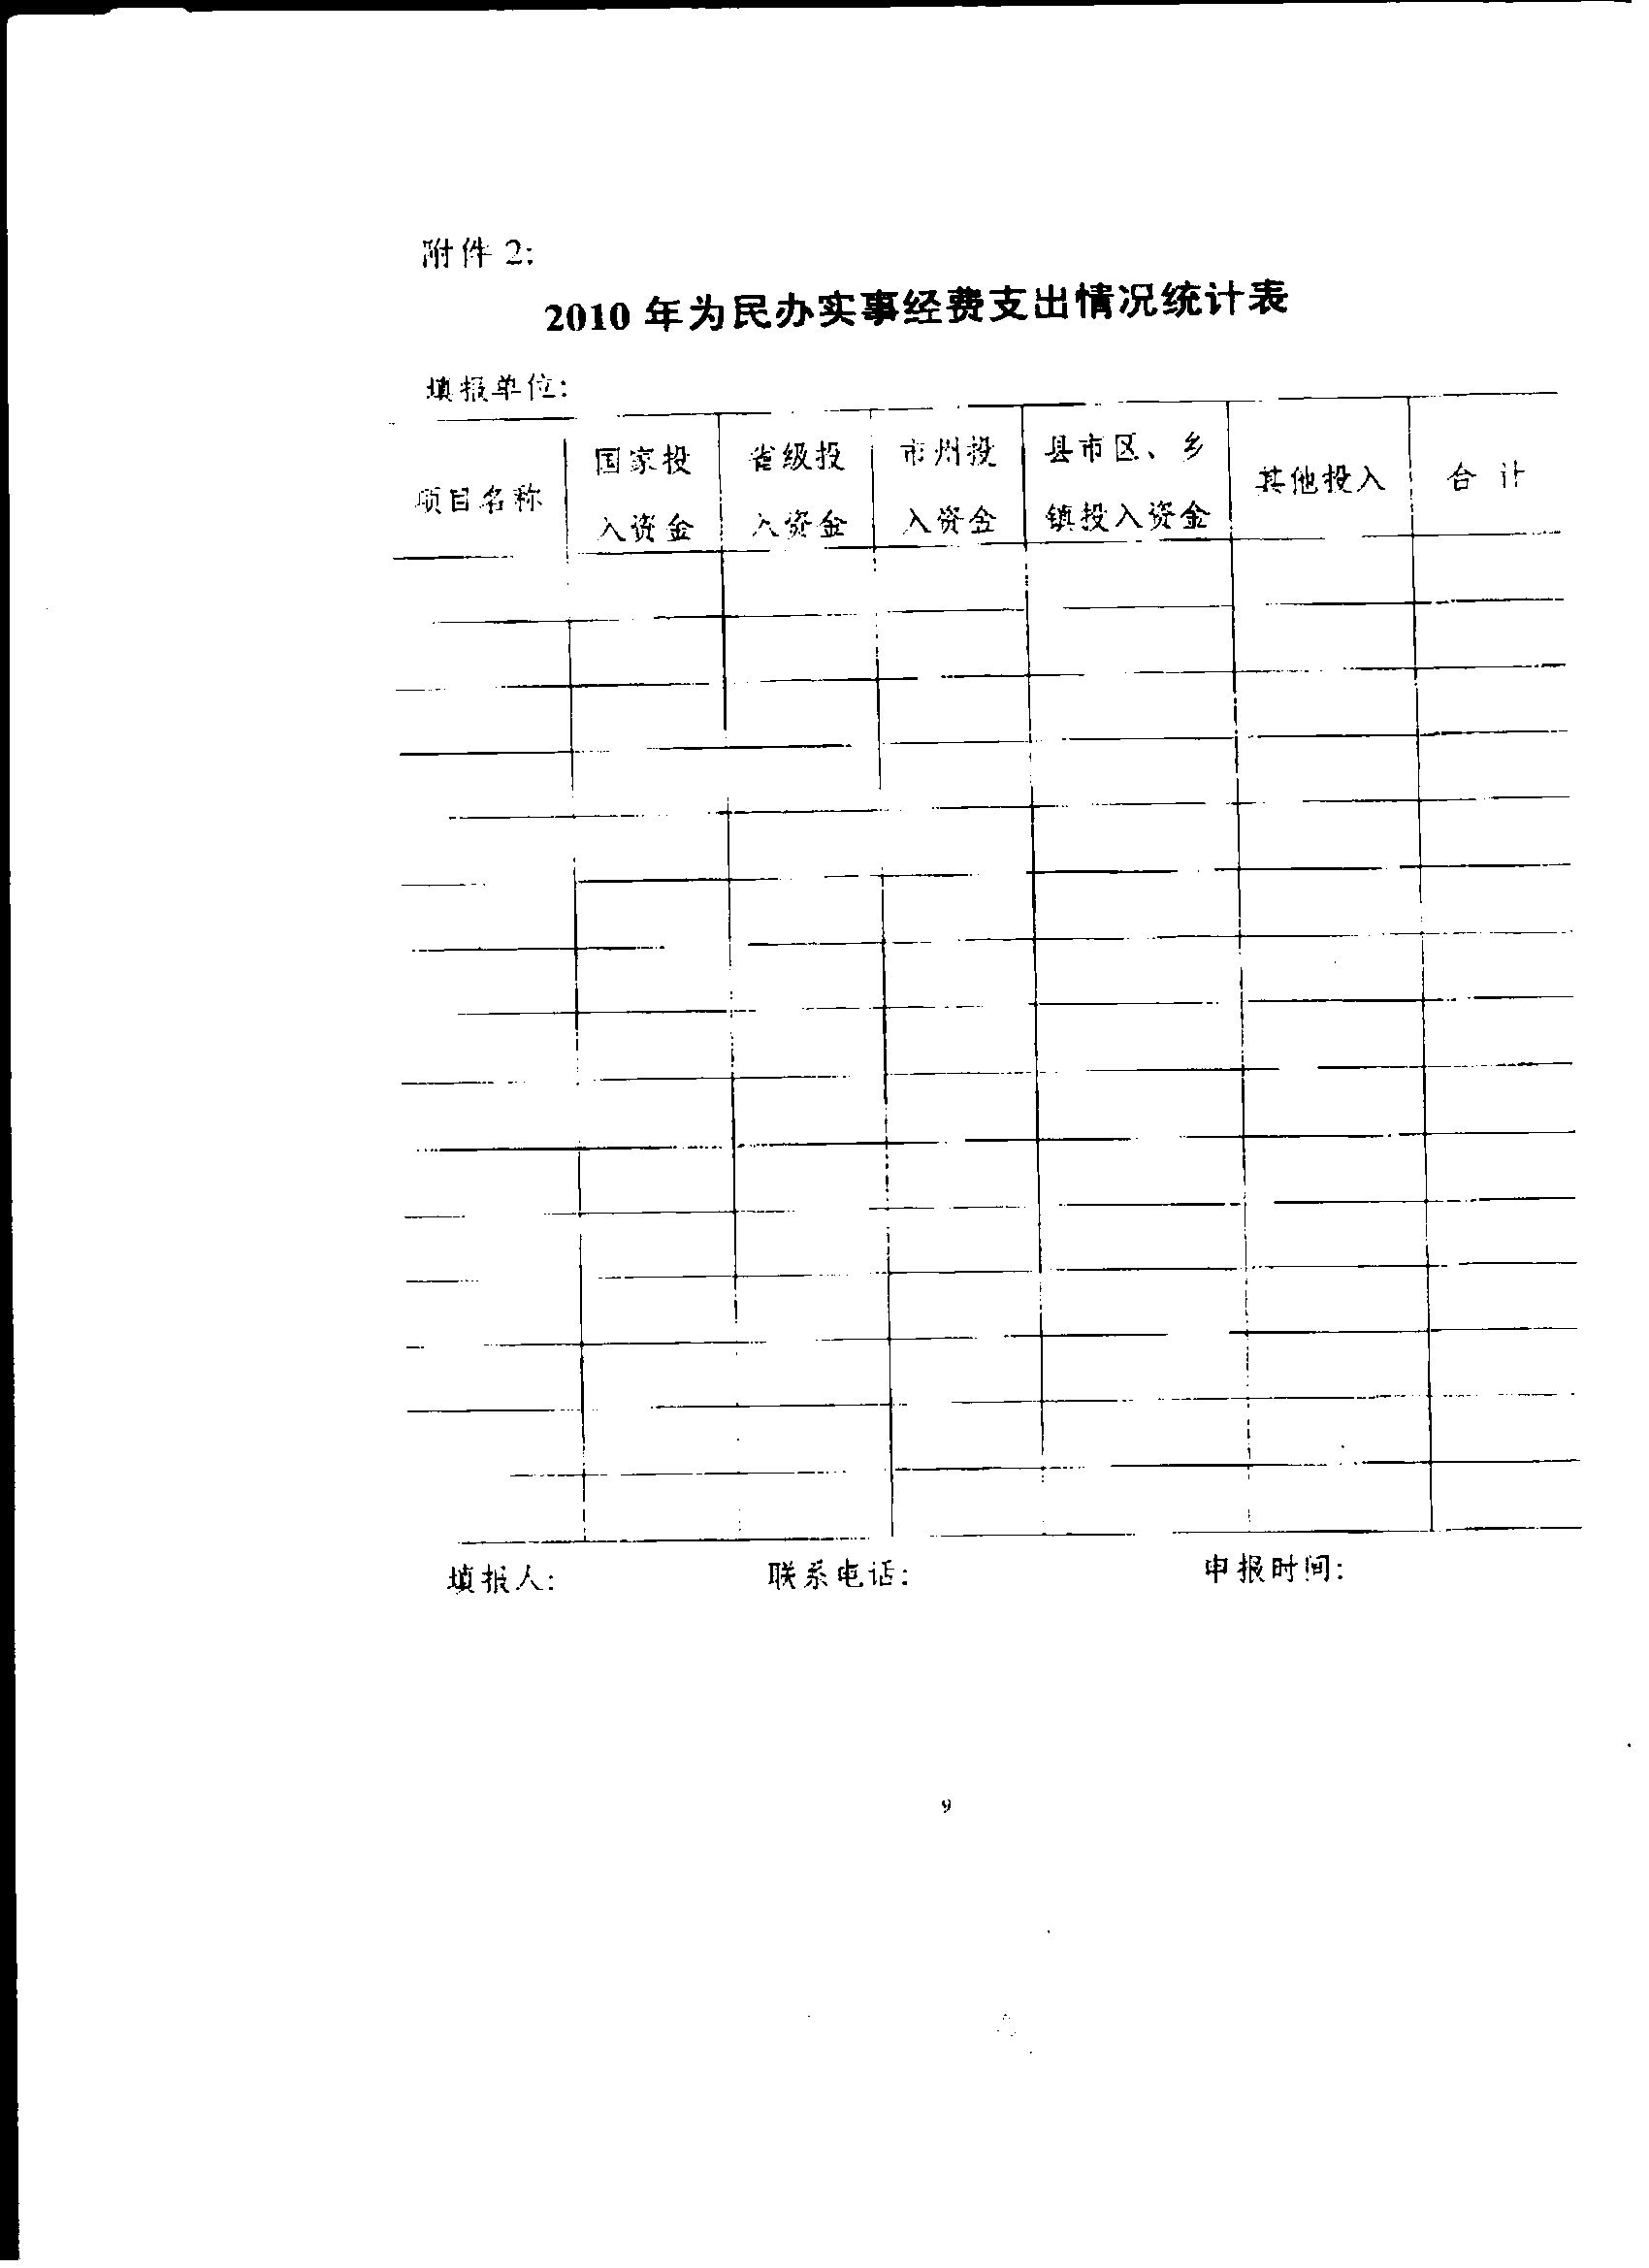 附件 2:
2010 年为民办实事经费支出情况统计表
填报单位:
项目名称 国家投入资金 省级投入资金 市州投入资金 县市区、乡镇投入资金 其他投入 合 计
填报人: 联系电话: 申报时间:
9